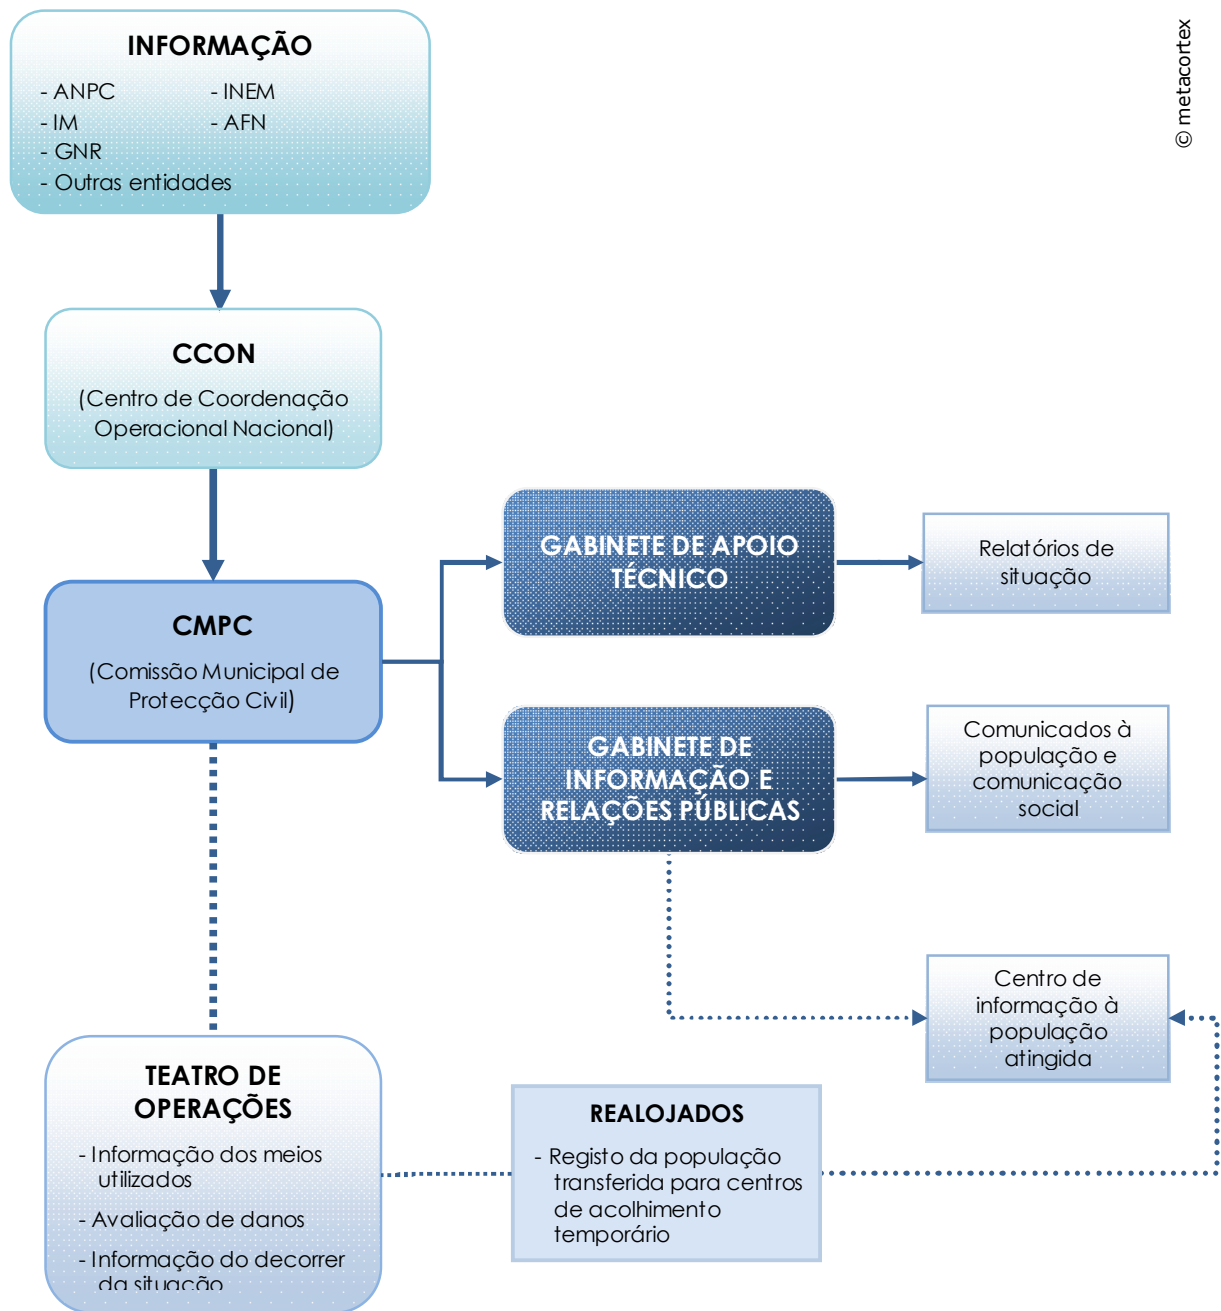 © metacortex
INFORMAÇÃO
- ANPC
- INEM
- IM
- AFN
- GNR
- Outras entidades
CCON
(Centro de Coordenação
Operacional Nacional)
CMPC
(Comissão Municipal de
Protecção Civil)
GABINETE DE APOIO
TÉCNICO
Relatórios de
situação
GABINETE DE
INFORMAÇÃO E
RELAÇÕES PÚBLICAS
Comunicados à
população e
comunicação
social
Centro de
informação à
população
atingida
TEATRO DE
OPERAÇÕES
- Informação dos meios
utilizados
- Avaliação de danos
- Informação do decorrer
da situação
REALOJADOS
- Registo da população
transferida para centros
de acolhimento
temporário